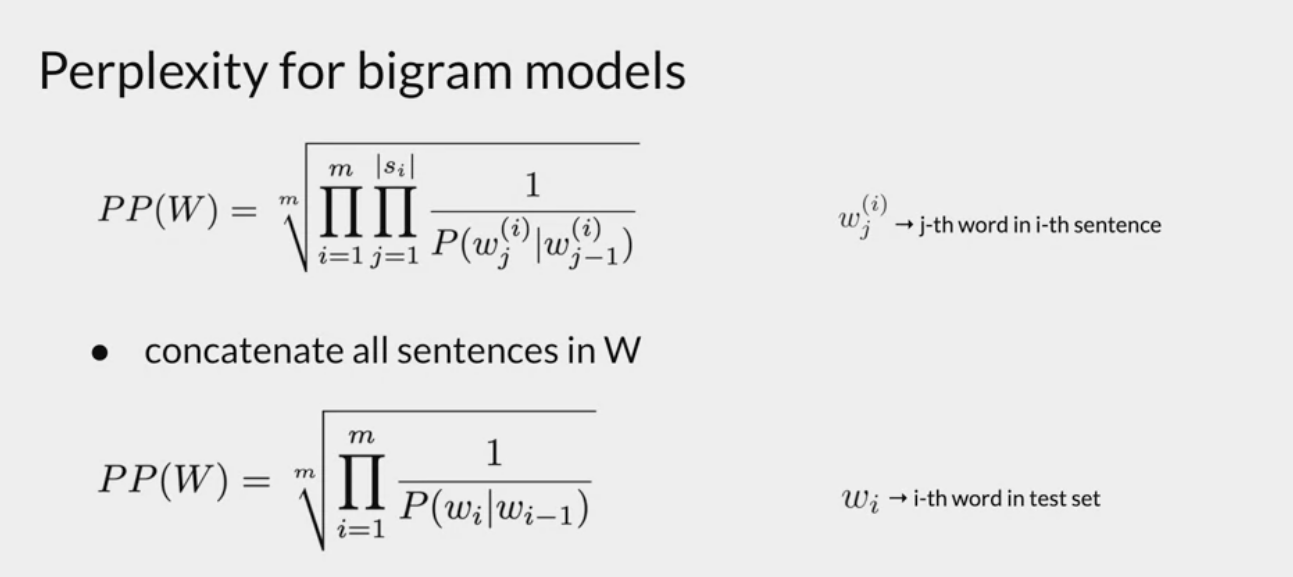 Perplexity for bigram models
$PP(W) = \sqrt[m]{\prod_{i=1}^{m} \prod_{j=1}^{|s_i|} \frac{1}{P(w_j^{(i)}|w_{j-1}^{(i)})}}$
$w_j^{(i)}$ → j-th word in i-th sentence
● concatenate all sentences in W
$PP(W) = \sqrt[m]{\prod_{i=1}^{m} \frac{1}{P(w_i|w_{i-1})}}$
$w_i$ → i-th word in test set